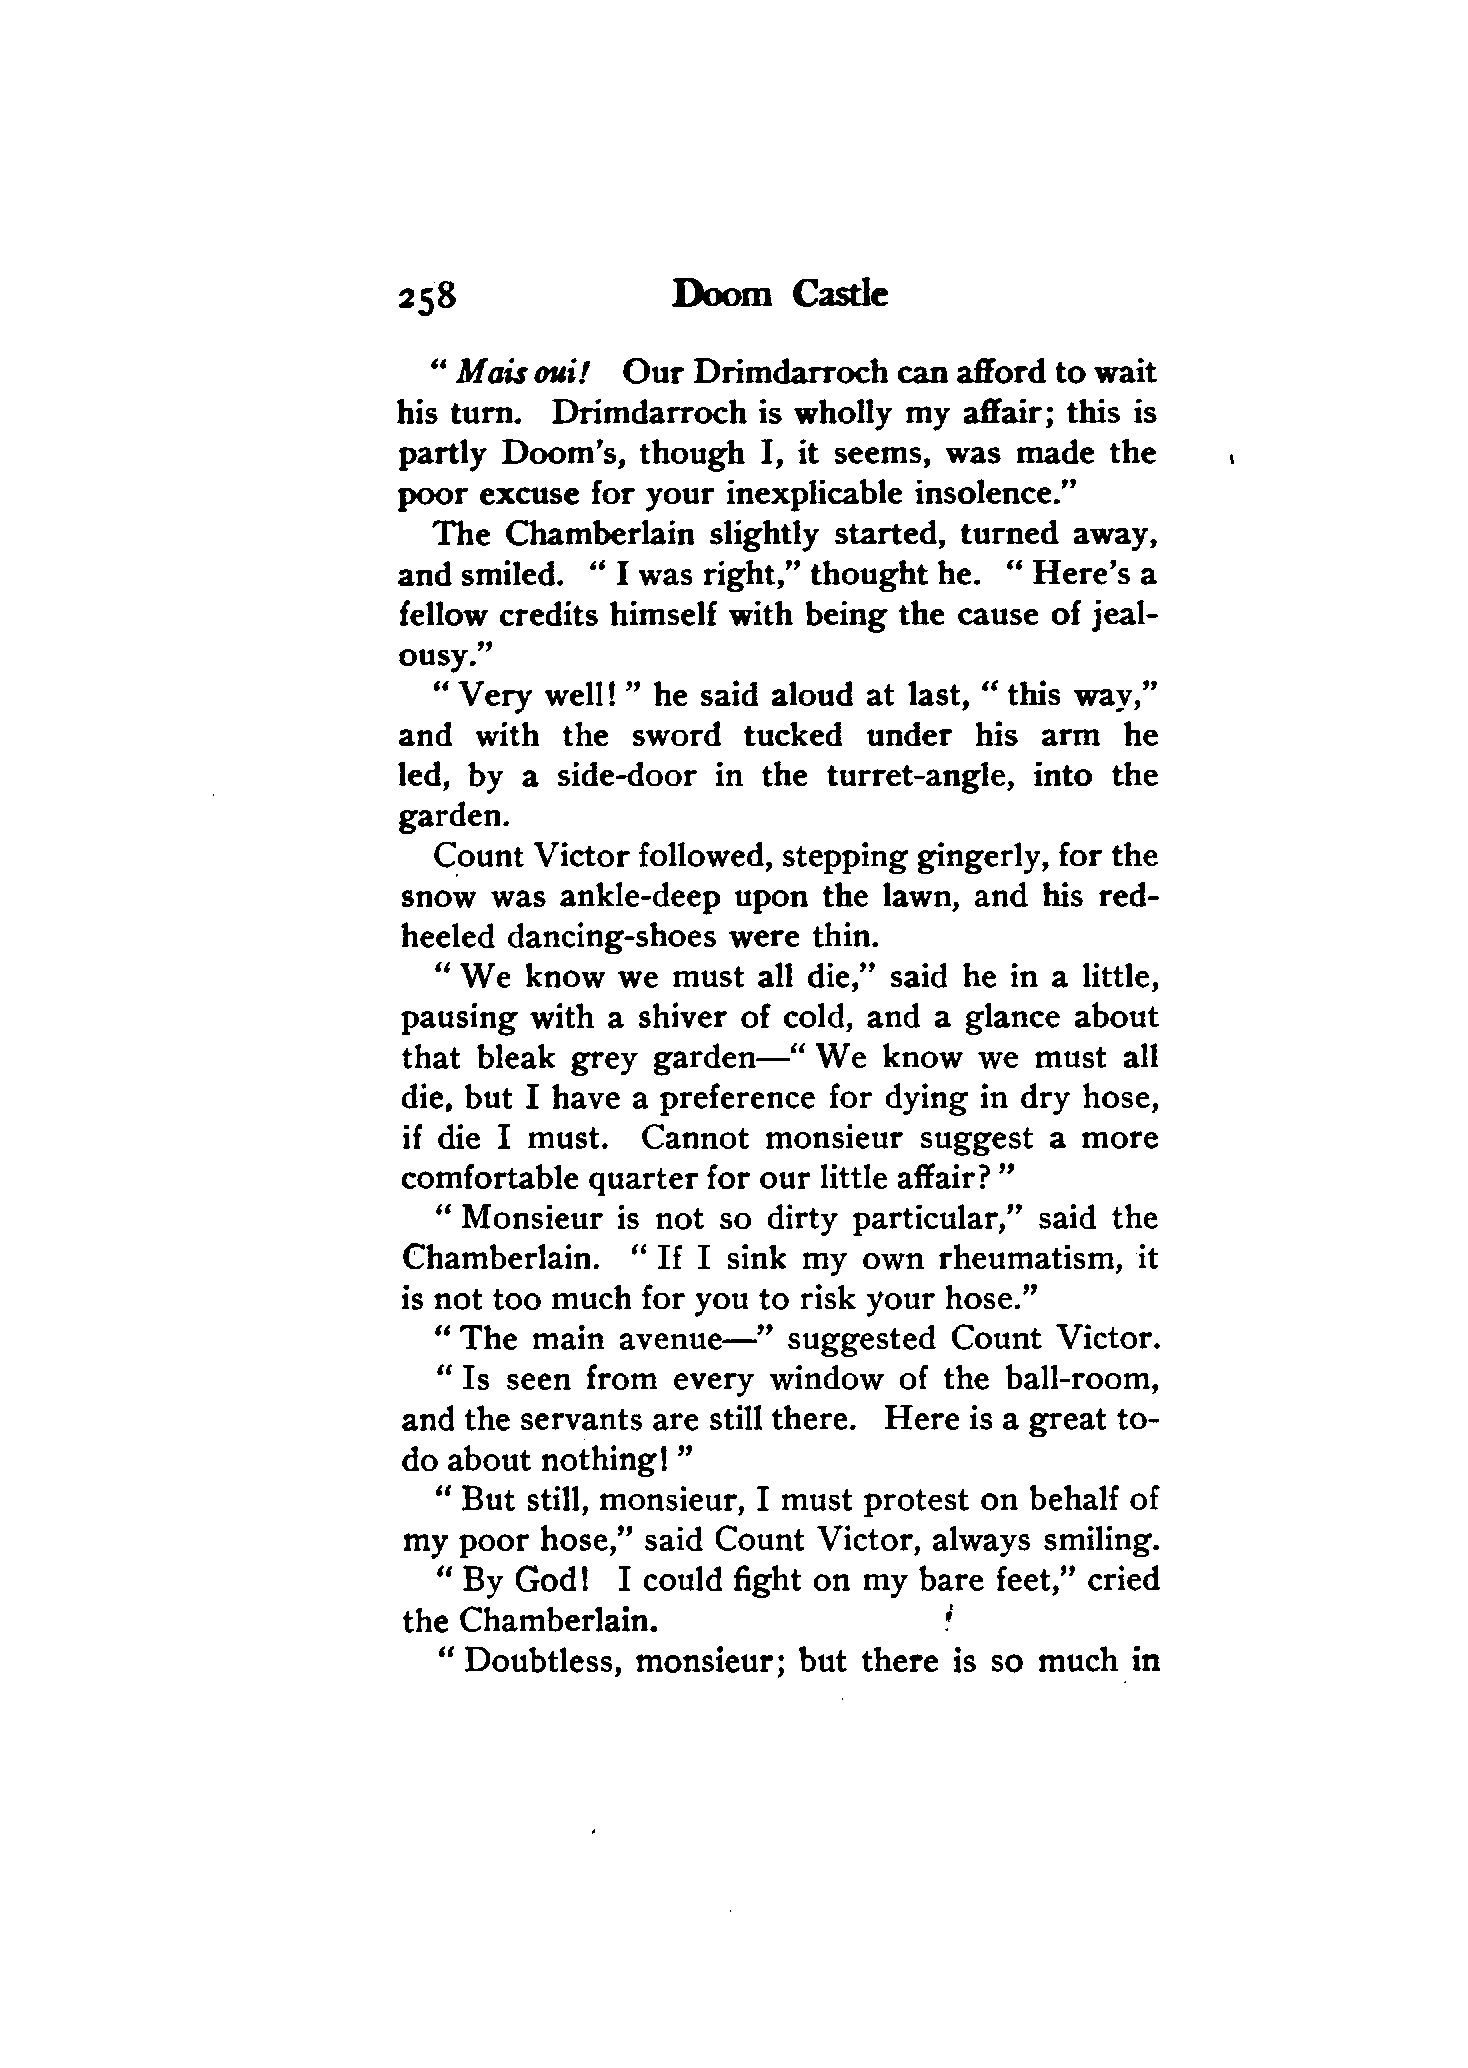 258 Doom Castle
" Mais oui! Our Drimdarroch can afford to wait
his turn. Drimdarroch is wholly my affair; this is
partly Doom's, though I, it seems, was made the
poor excuse for your inexplicable insolence."
The Chamberlain slightly started, turned away,
and smiled. " I was right," thought he. " Here's a
fellow credits himself with being the cause of jeal-
ousy."
" Very well! " he said aloud at last, " this way,"
and with the sword tucked under his arm he
led, by a side-door in the turret-angle, into the
garden.
Count Victor followed, stepping gingerly, for the
snow was ankle-deep upon the lawn, and his red-
heeled dancing-shoes were thin.
" We know we must all die," said he in a little,
pausing with a shiver of cold, and a glance about
that bleak grey garden—" We know we must all
die, but I have a preference for dying in dry hose,
if die I must. Cannot monsieur suggest a more
comfortable quarter for our little affair? "
" Monsieur is not so dirty particular," said the
Chamberlain. " If I sink my own rheumatism, it
is not too much for you to risk your hose."
" The main avenue—" suggested Count Victor.
" Is seen from every window of the ball-room,
and the servants are still there. Here is a great to-
do about nothing! "
" But still, monsieur, I must protest on behalf of
my poor hose," said Count Victor, always smiling.
" By God! I could fight on my bare feet," cried
the Chamberlain.
" Doubtless, monsieur; but there is so much in